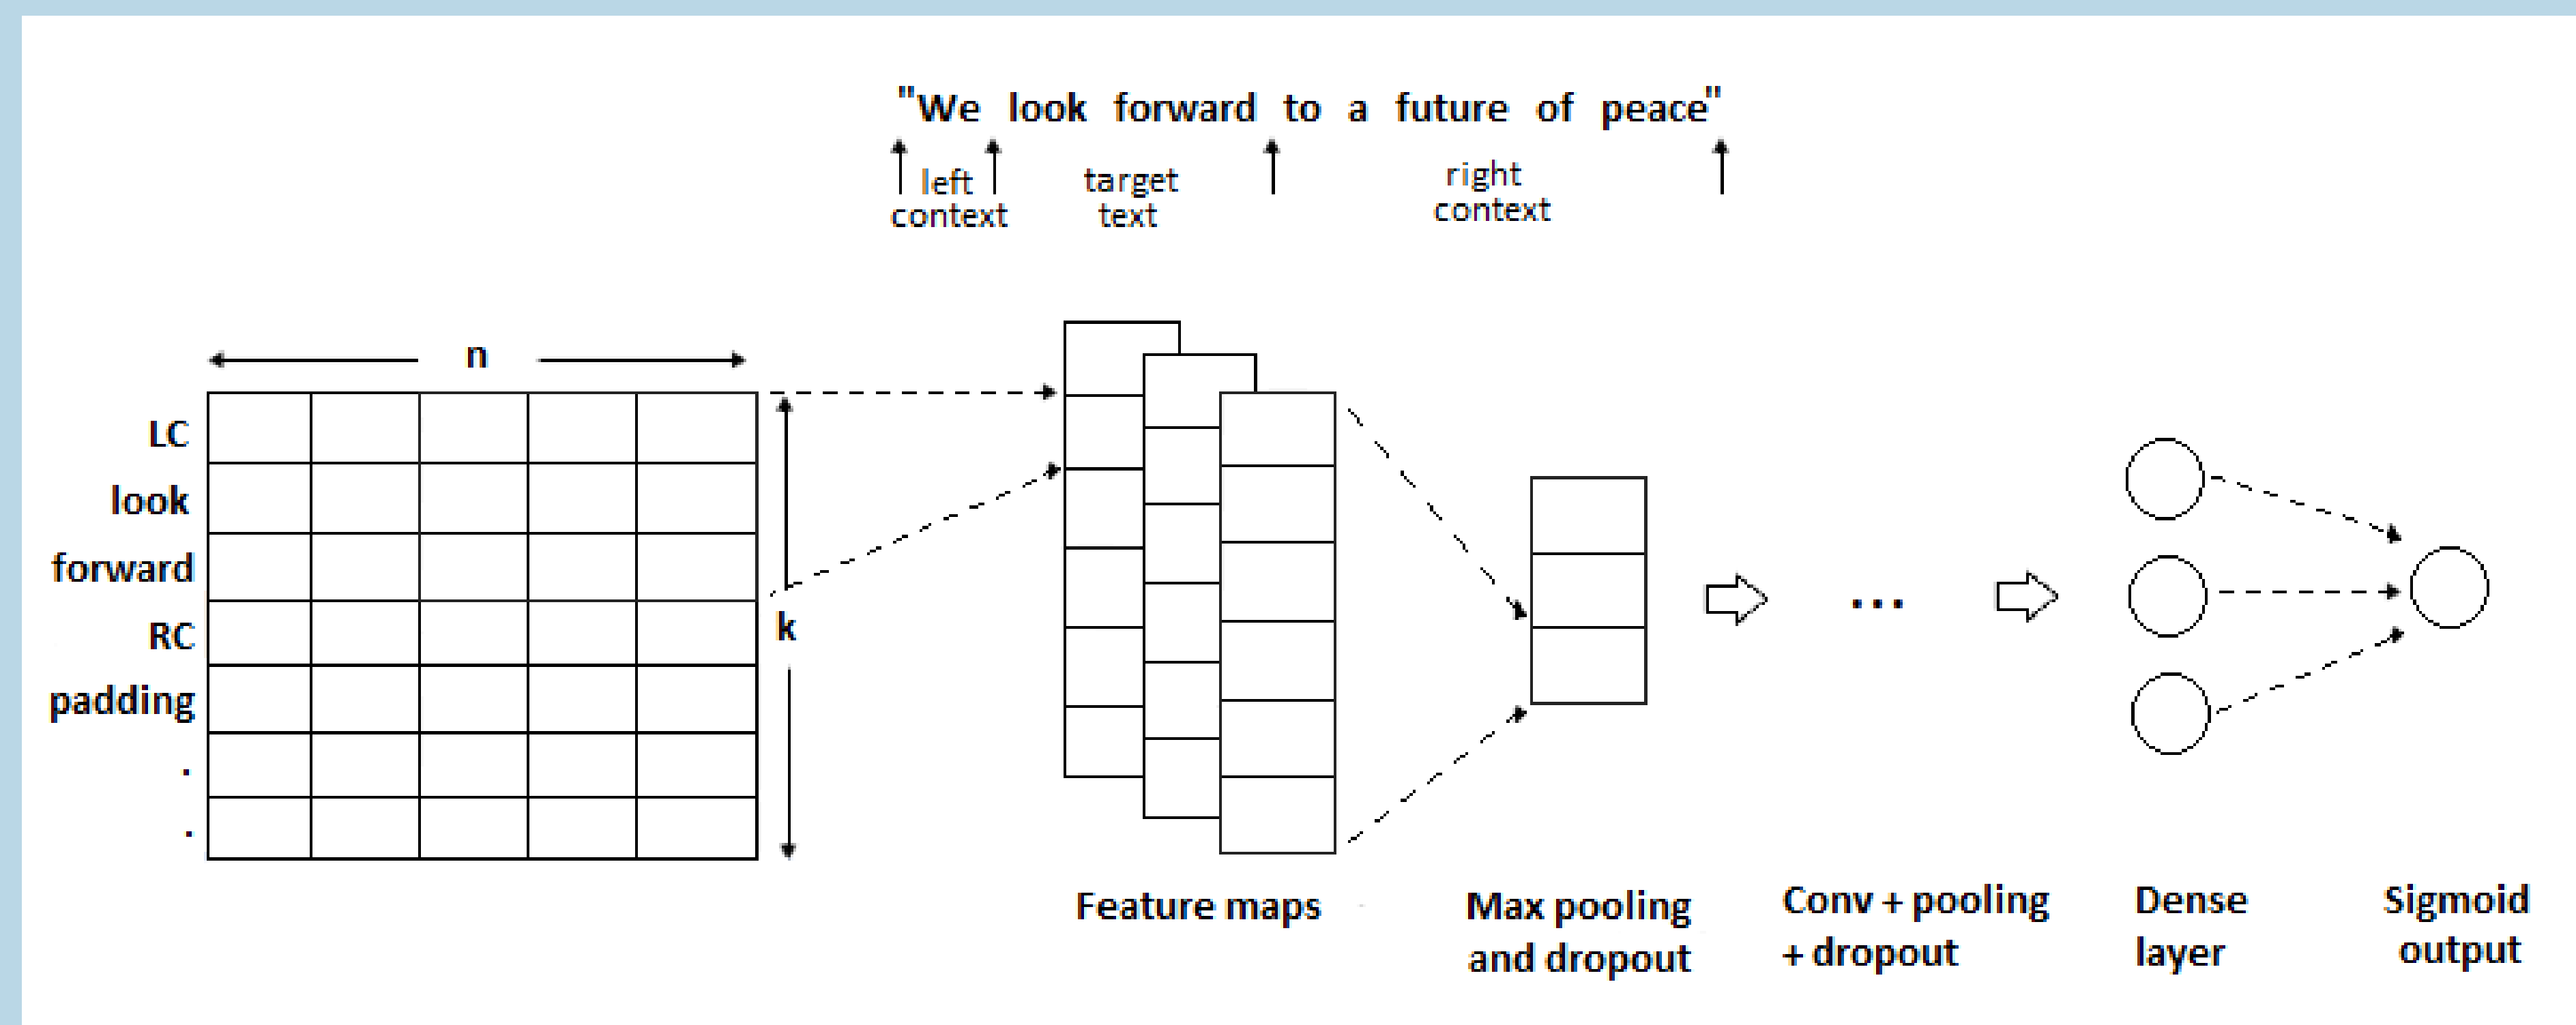 "We look forward to a future of peace"
left
context
target
text
right
context
n
LC
look
forward
RC
padding
.
.
k
...
Feature maps
Max pooling
and dropout
Conv + pooling
+ dropout
Dense
layer
Sigmoid
output